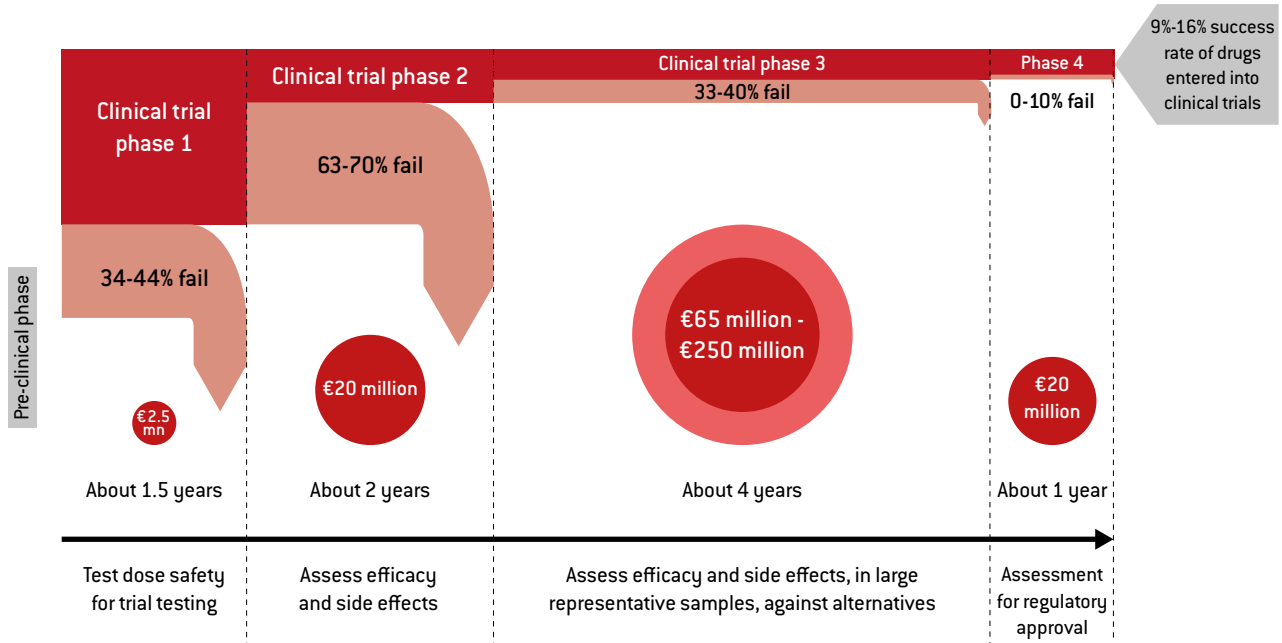 9%-16% success
rate of drugs
entered into
clinical trials
Clinical trial
phase 1
Clinical trial phase 2
Clinical trial phase 3
Phase 4
34-44% fail
63-70% fail
33-40% fail
0-10% fail
Pre-clinical phase
€2.5
mn
€20 million
€65 million -
€250 million
€20
million
About 1.5 years
About 2 years
About 4 years
About 1 year
Test dose safety
for trial testing
Assess efficacy
and side effects
Assess efficacy and side effects, in large
representative samples, against alternatives
Assessment
for regulatory
approval